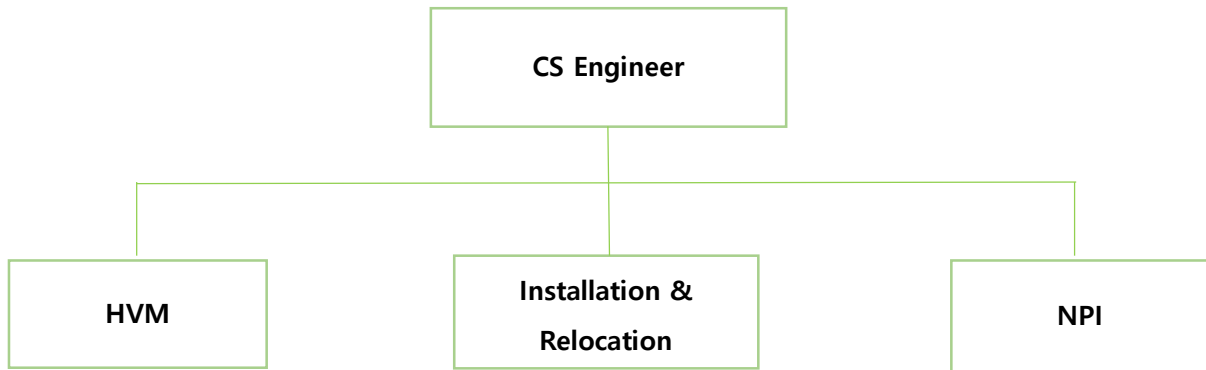 CS Engineer
HVM
Installation &
Relocation
NPI